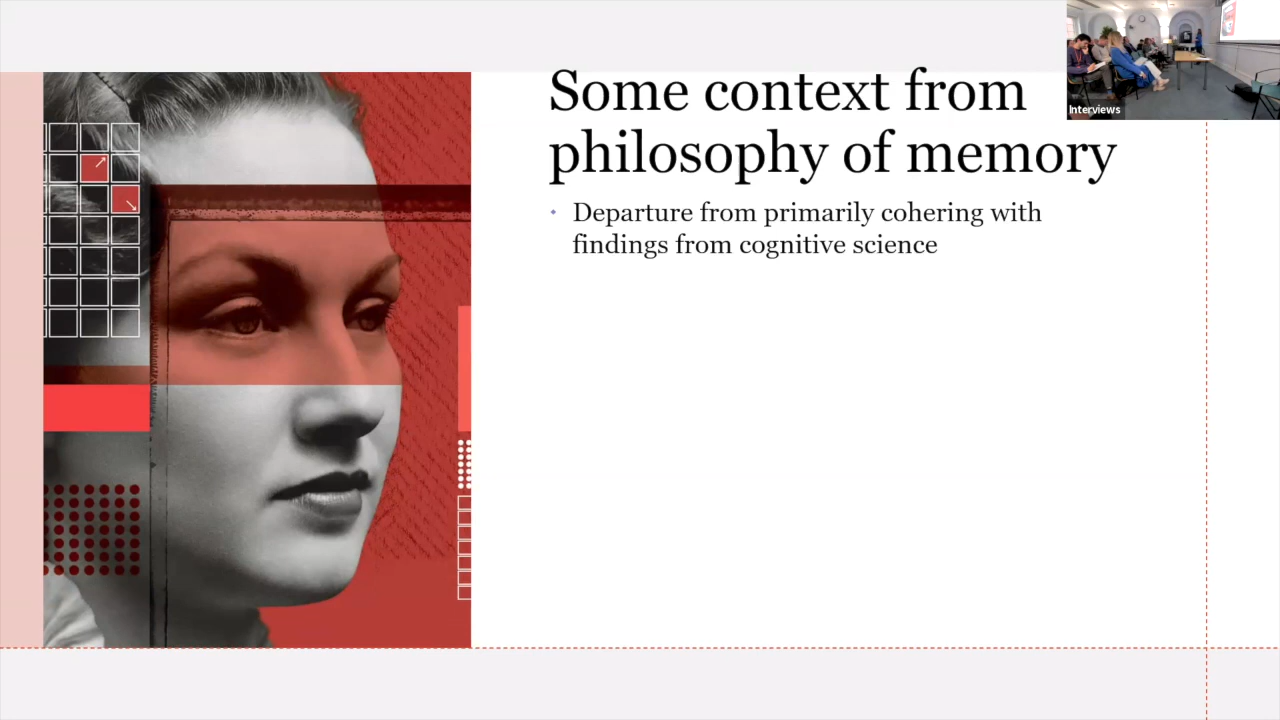 Some context from
philosophy of memory
Departure from primarily cohering with
findings from cognitive science
Interviews